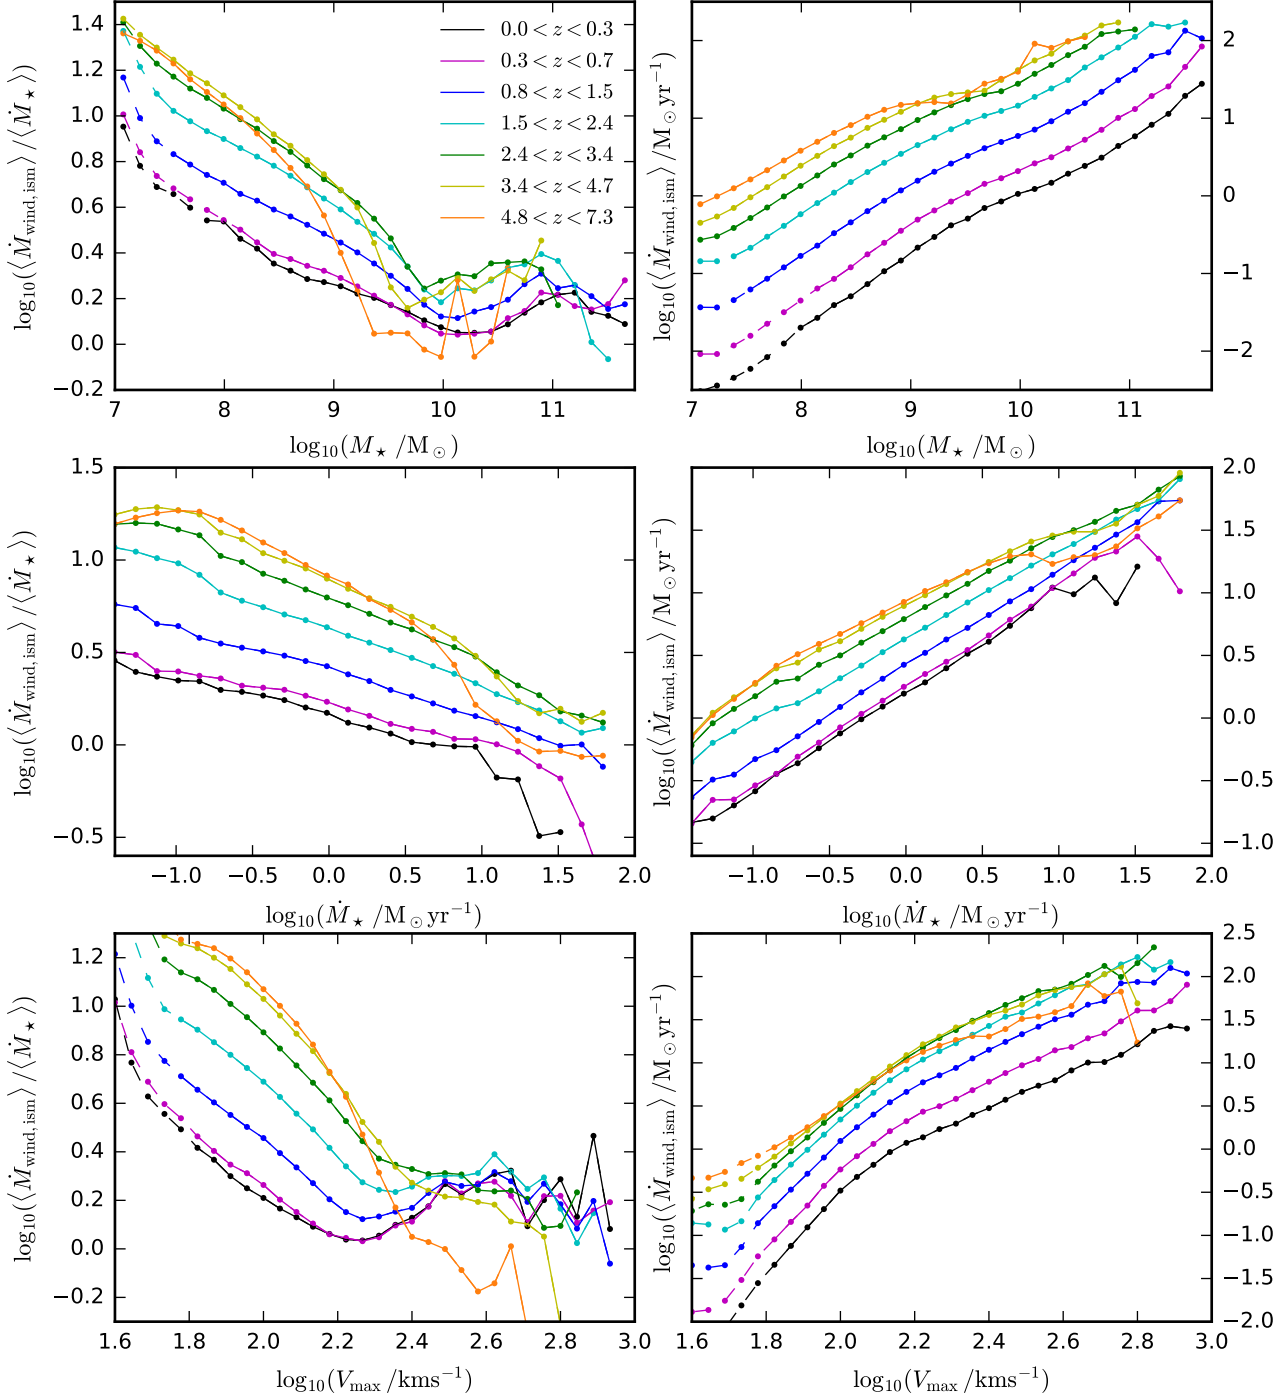 1.4
1.2
1.0
0.8
0.6
0.4
0.2
0.0
−0.2
log₁₀(⟨Ṁ_wind,ism⟩/⟨Ṁ⋆⟩)
0.0 < z < 0.3
0.3 < z < 0.7
0.8 < z < 1.5
1.5 < z < 2.4
2.4 < z < 3.4
3.4 < z < 4.7
4.8 < z < 7.3
7 8 9 10 11
log₁₀(M⋆ /M⊙)
log₁₀(⟨Ṁ_wind,ism⟩/M⊙yr⁻¹)
2
1
0
−1
−2
7 8 9 10 11
log₁₀(M⋆ /M⊙)
1.5
1.0
0.5
0.0
−0.5
log₁₀(⟨Ṁ_wind,ism⟩/⟨Ṁ⋆⟩)
−1.0 −0.5 0.0 0.5 1.0 1.5 2.0
log₁₀(Ṁ⋆ /M⊙yr⁻¹)
log₁₀(⟨Ṁ_wind,ism⟩/M⊙yr⁻¹)
2.0
1.5
1.0
0.5
0.0
−0.5
−1.0
−1.0 −0.5 0.0 0.5 1.0 1.5 2.0
log₁₀(Ṁ⋆ /M⊙yr⁻¹)
1.2
1.0
0.8
0.6
0.4
0.2
0.0
−0.2
log₁₀(⟨Ṁ_wind,ism⟩/⟨Ṁ⋆⟩)
1.6 1.8 2.0 2.2 2.4 2.6 2.8 3.0
log₁₀(V_max /kms⁻¹)
log₁₀(⟨Ṁ_wind,ism⟩/M⊙yr⁻¹)
2.5
2.0
1.5
1.0
0.5
0.0
−0.5
−1.0
−1.5
−2.0
1.6 1.8 2.0 2.2 2.4 2.6 2.8 3.0
log₁₀(V_max /kms⁻¹)